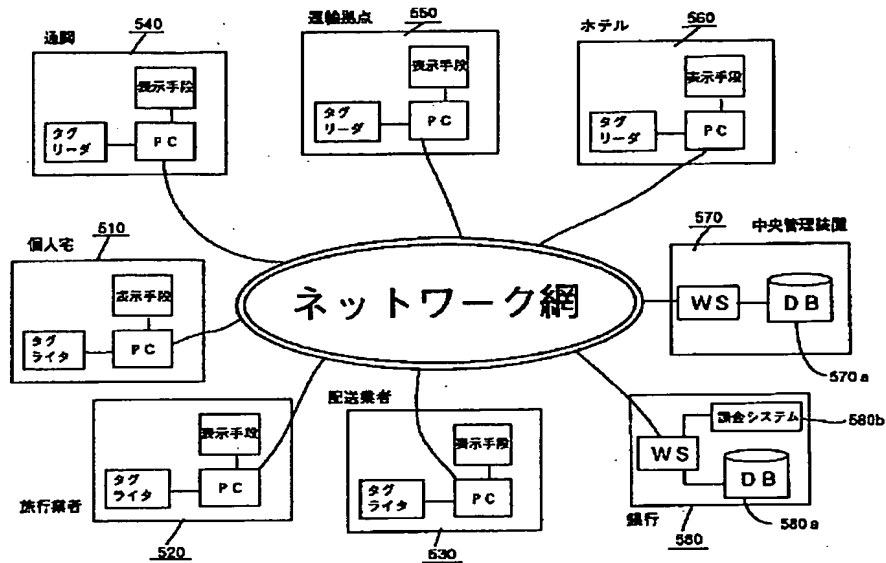 通関
540
表示手段
タグ
リーダ
PC
運輸拠点
550
表示手段
タグ
リーダ
PC
ホテル
560
表示手段
タグ
リーダ
PC
個人宅
510
表示手段
タグ
ライタ
PC
ネットワーク網
570
中央管理装置
WS
DB
570a
旅行業者
表示手段
タグ
ライタ
PC
520
配送業者
表示手段
タグ
ライタ
PC
530
課金システム
580b
WS
DB
580a
銀行
580